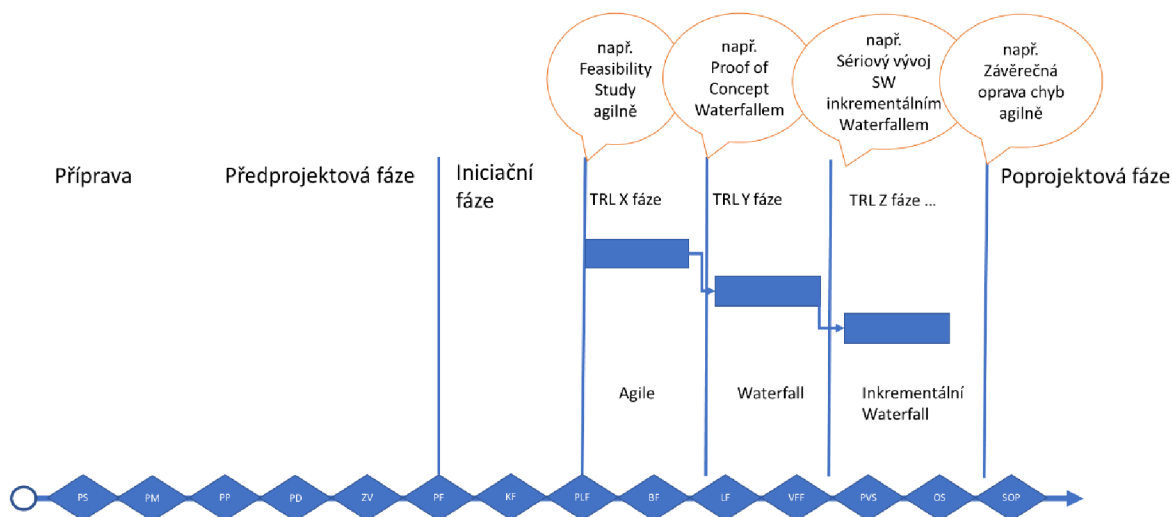 např.
Feasibility
Study
agilně
např.
Proof of
Concept
Waterfallem
např.
Sériový vývoj
SW
inkrementálním
Waterfallem
např.
Závěrečná
oprava chyb
agilně
Příprava
Předprojektová fáze
Iniciační
fáze
Poprojektová fáze
TRL X fáze
TRL Y fáze
TRL Z fáze ...
Agile
Waterfall
Inkrementální
Waterfall
PS
PM
PP
PD
ZV
PF
KF
PLF
BF
LF
VFF
PVS
OS
SOP